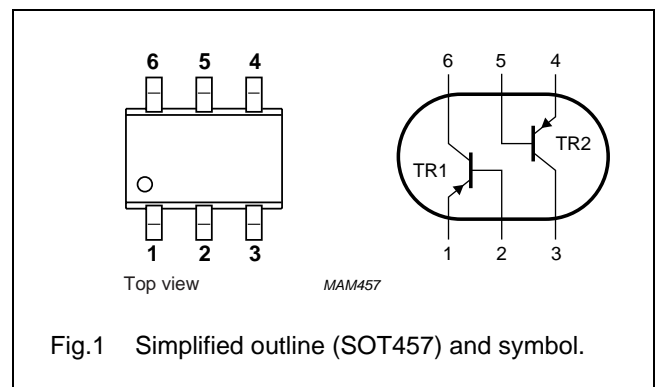 6 5 4
6 5 4
TR1
TR2
1 2 3
1 2 3
Top view
MAM457
Fig.1 Simplified outline (SOT457) and symbol.